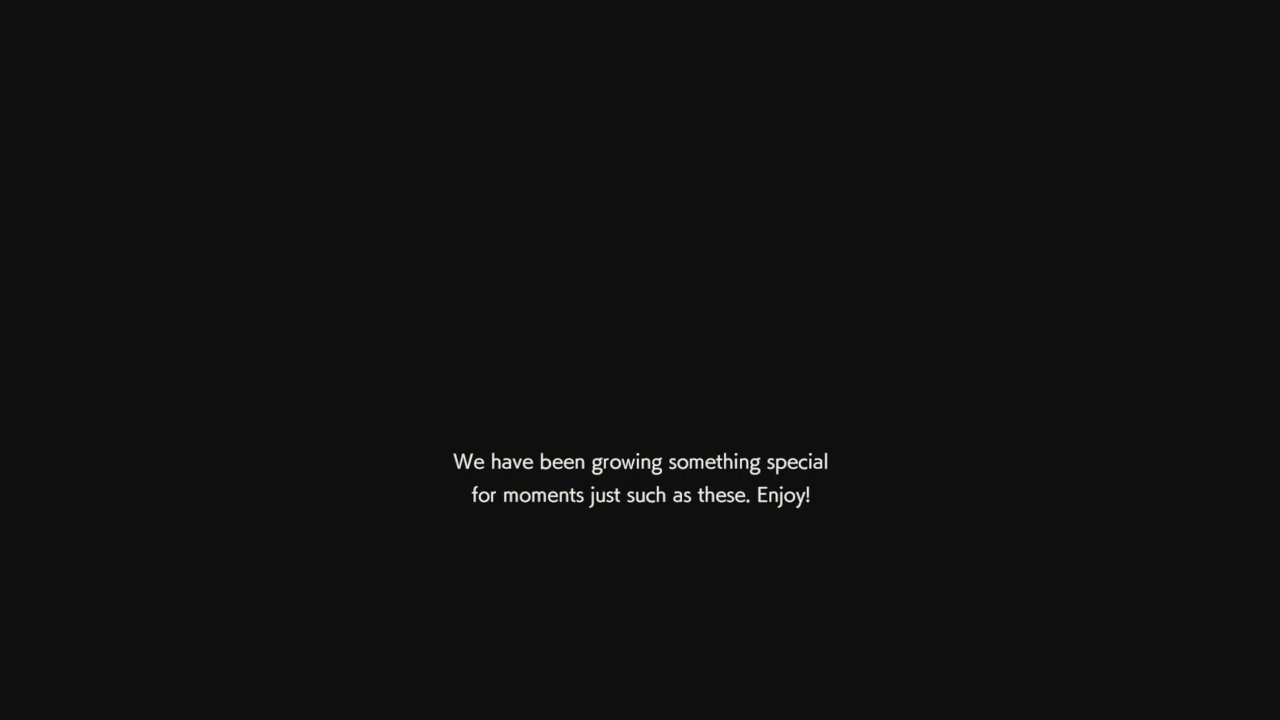 We have been growing something special
for moments just such as these. Enjoy!